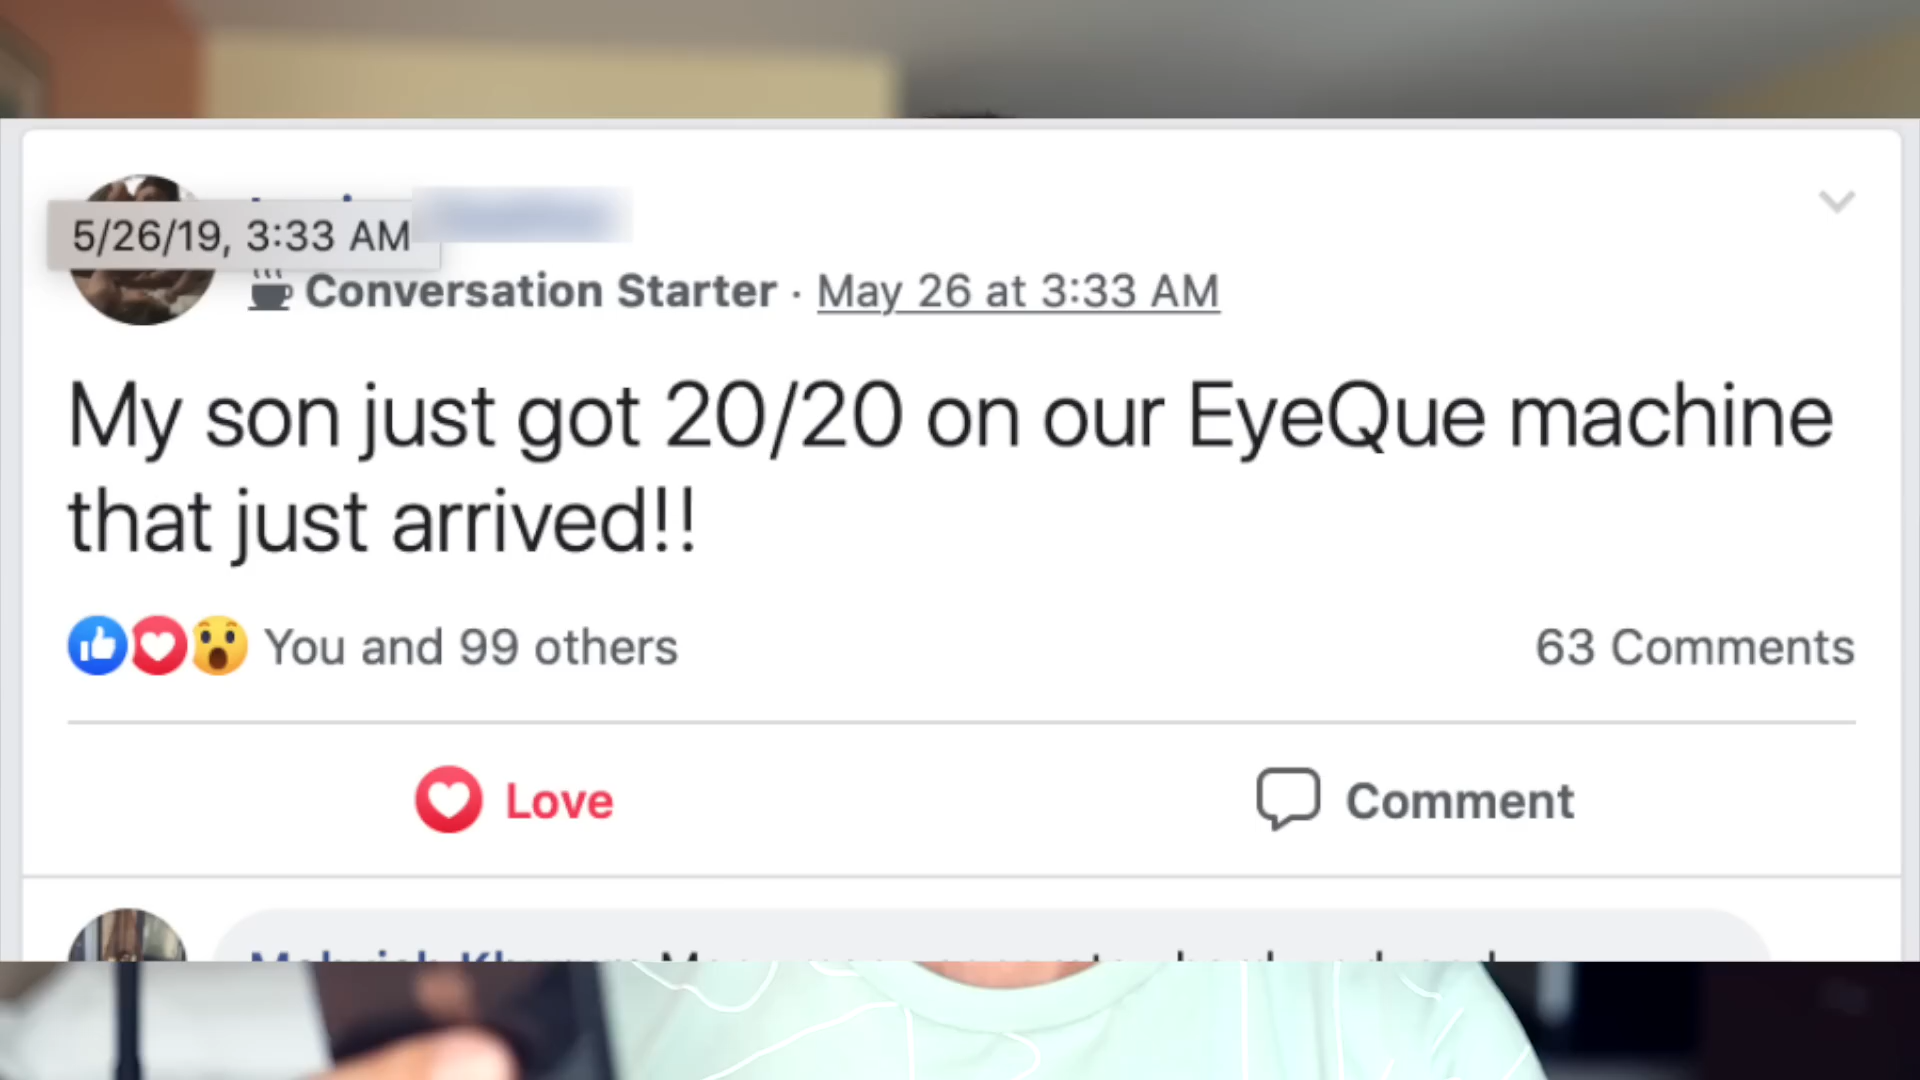 5/26/19, 3:33 AM
Conversation Starter · May 26 at 3:33 AM
My son just got 20/20 on our EyeQue machine
that just arrived!!
You and 99 others
63 Comments
Love
Comment